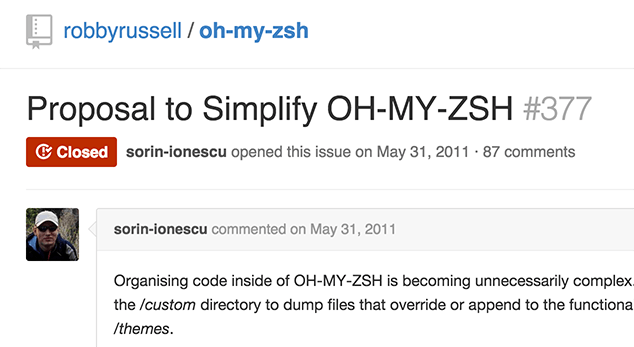 robbyrussell / oh-my-zsh
Proposal to Simplify OH-MY-ZSH #377
Closed sorin-ionescu opened this issue on May 31, 2011 · 87 comments
sorin-ionescu commented on May 31, 2011
Organising code inside of OH-MY-ZSH is becoming unnecessarily complex.
the /custom directory to dump files that override or append to the functiona
/themes.